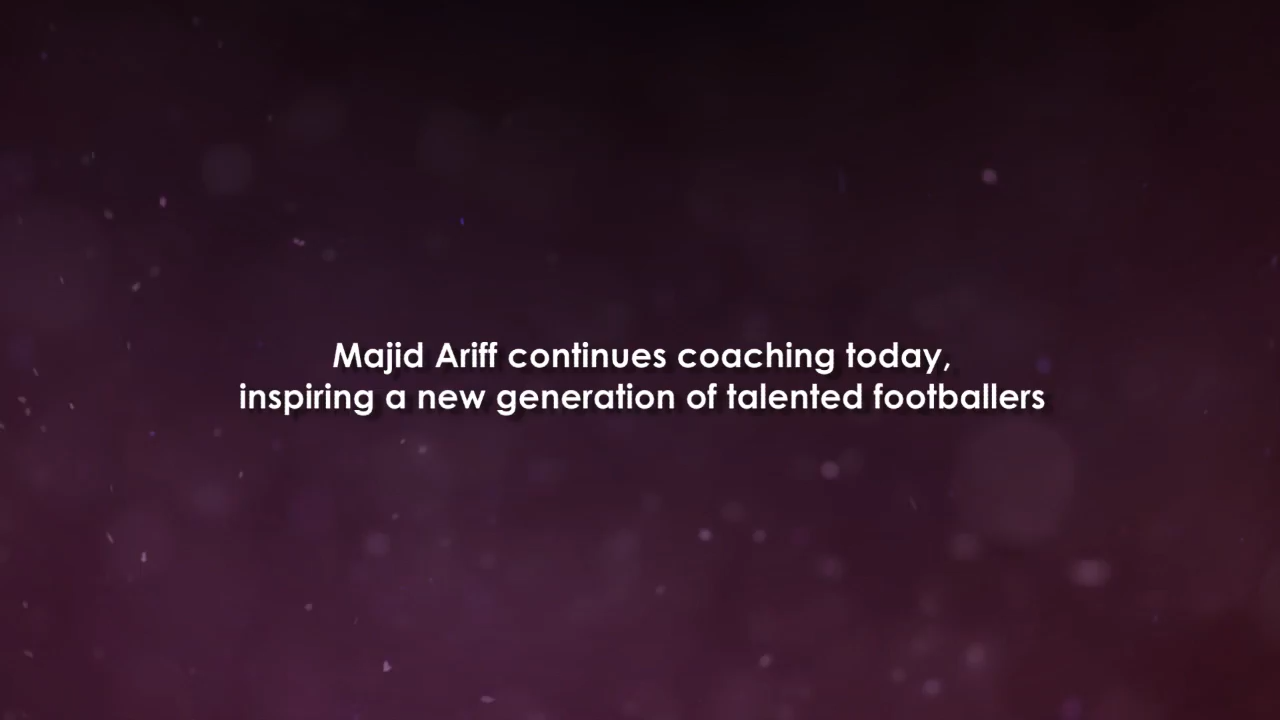 Majid Ariff continues coaching today,
inspiring a new generation of talented footballers